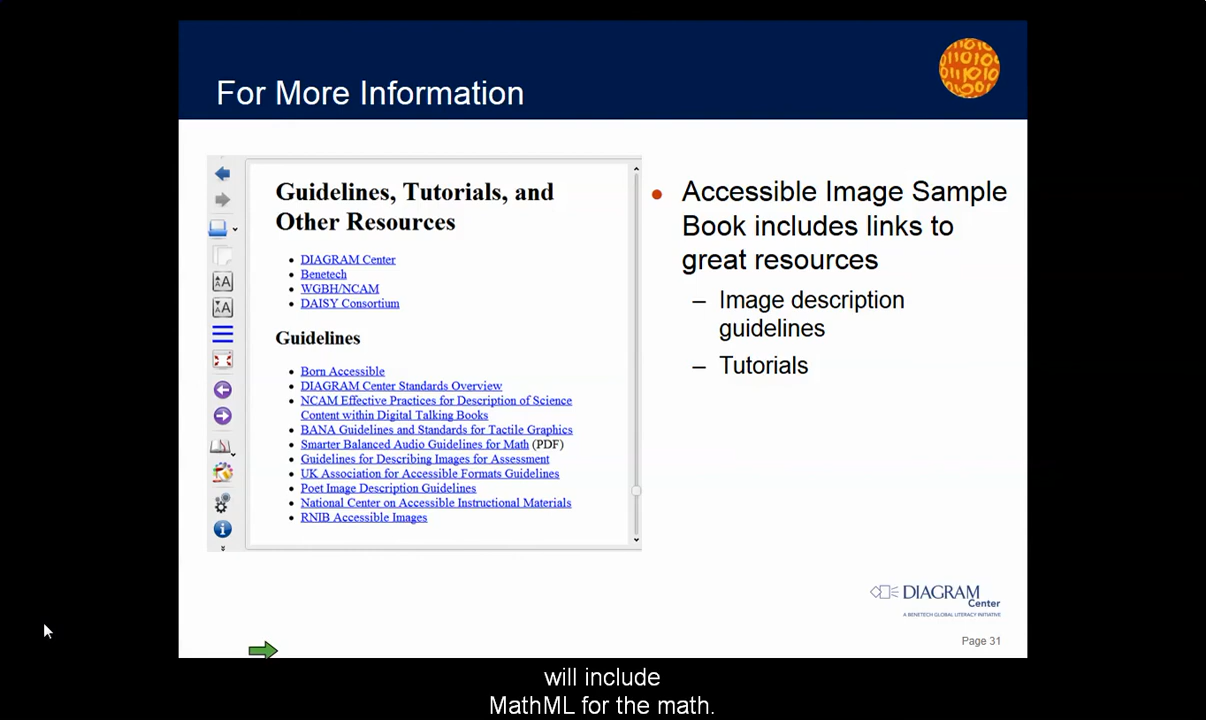 For More Information
Guidelines, Tutorials, and
Other Resources
DIAGRAM Center
Benetech
WGBH/NCAM
DAISY Consortium
Guidelines
Born Accessible
DIAGRAM Center Standards Overview
NCAM Effective Practices for Description of Science
Content within Digital Talking Books
BANA Guidelines and Standards for Tactile Graphics
Smarter Balanced Audio Guidelines for Math (PDF)
Guidelines for Describing Images for Assessment
UK Association for Accessible Formats Guidelines
Poet Image Description Guidelines
National Center on Accessible Instructional Materials
RNIB Accessible Images
Accessible Image Sample
Book includes links to
great resources
– Image description
guidelines
– Tutorials
DIAGRAM
Center
A BENETECH GLOBAL LITERACY INITIATIVE
Page 31
will include
MathML for the math.